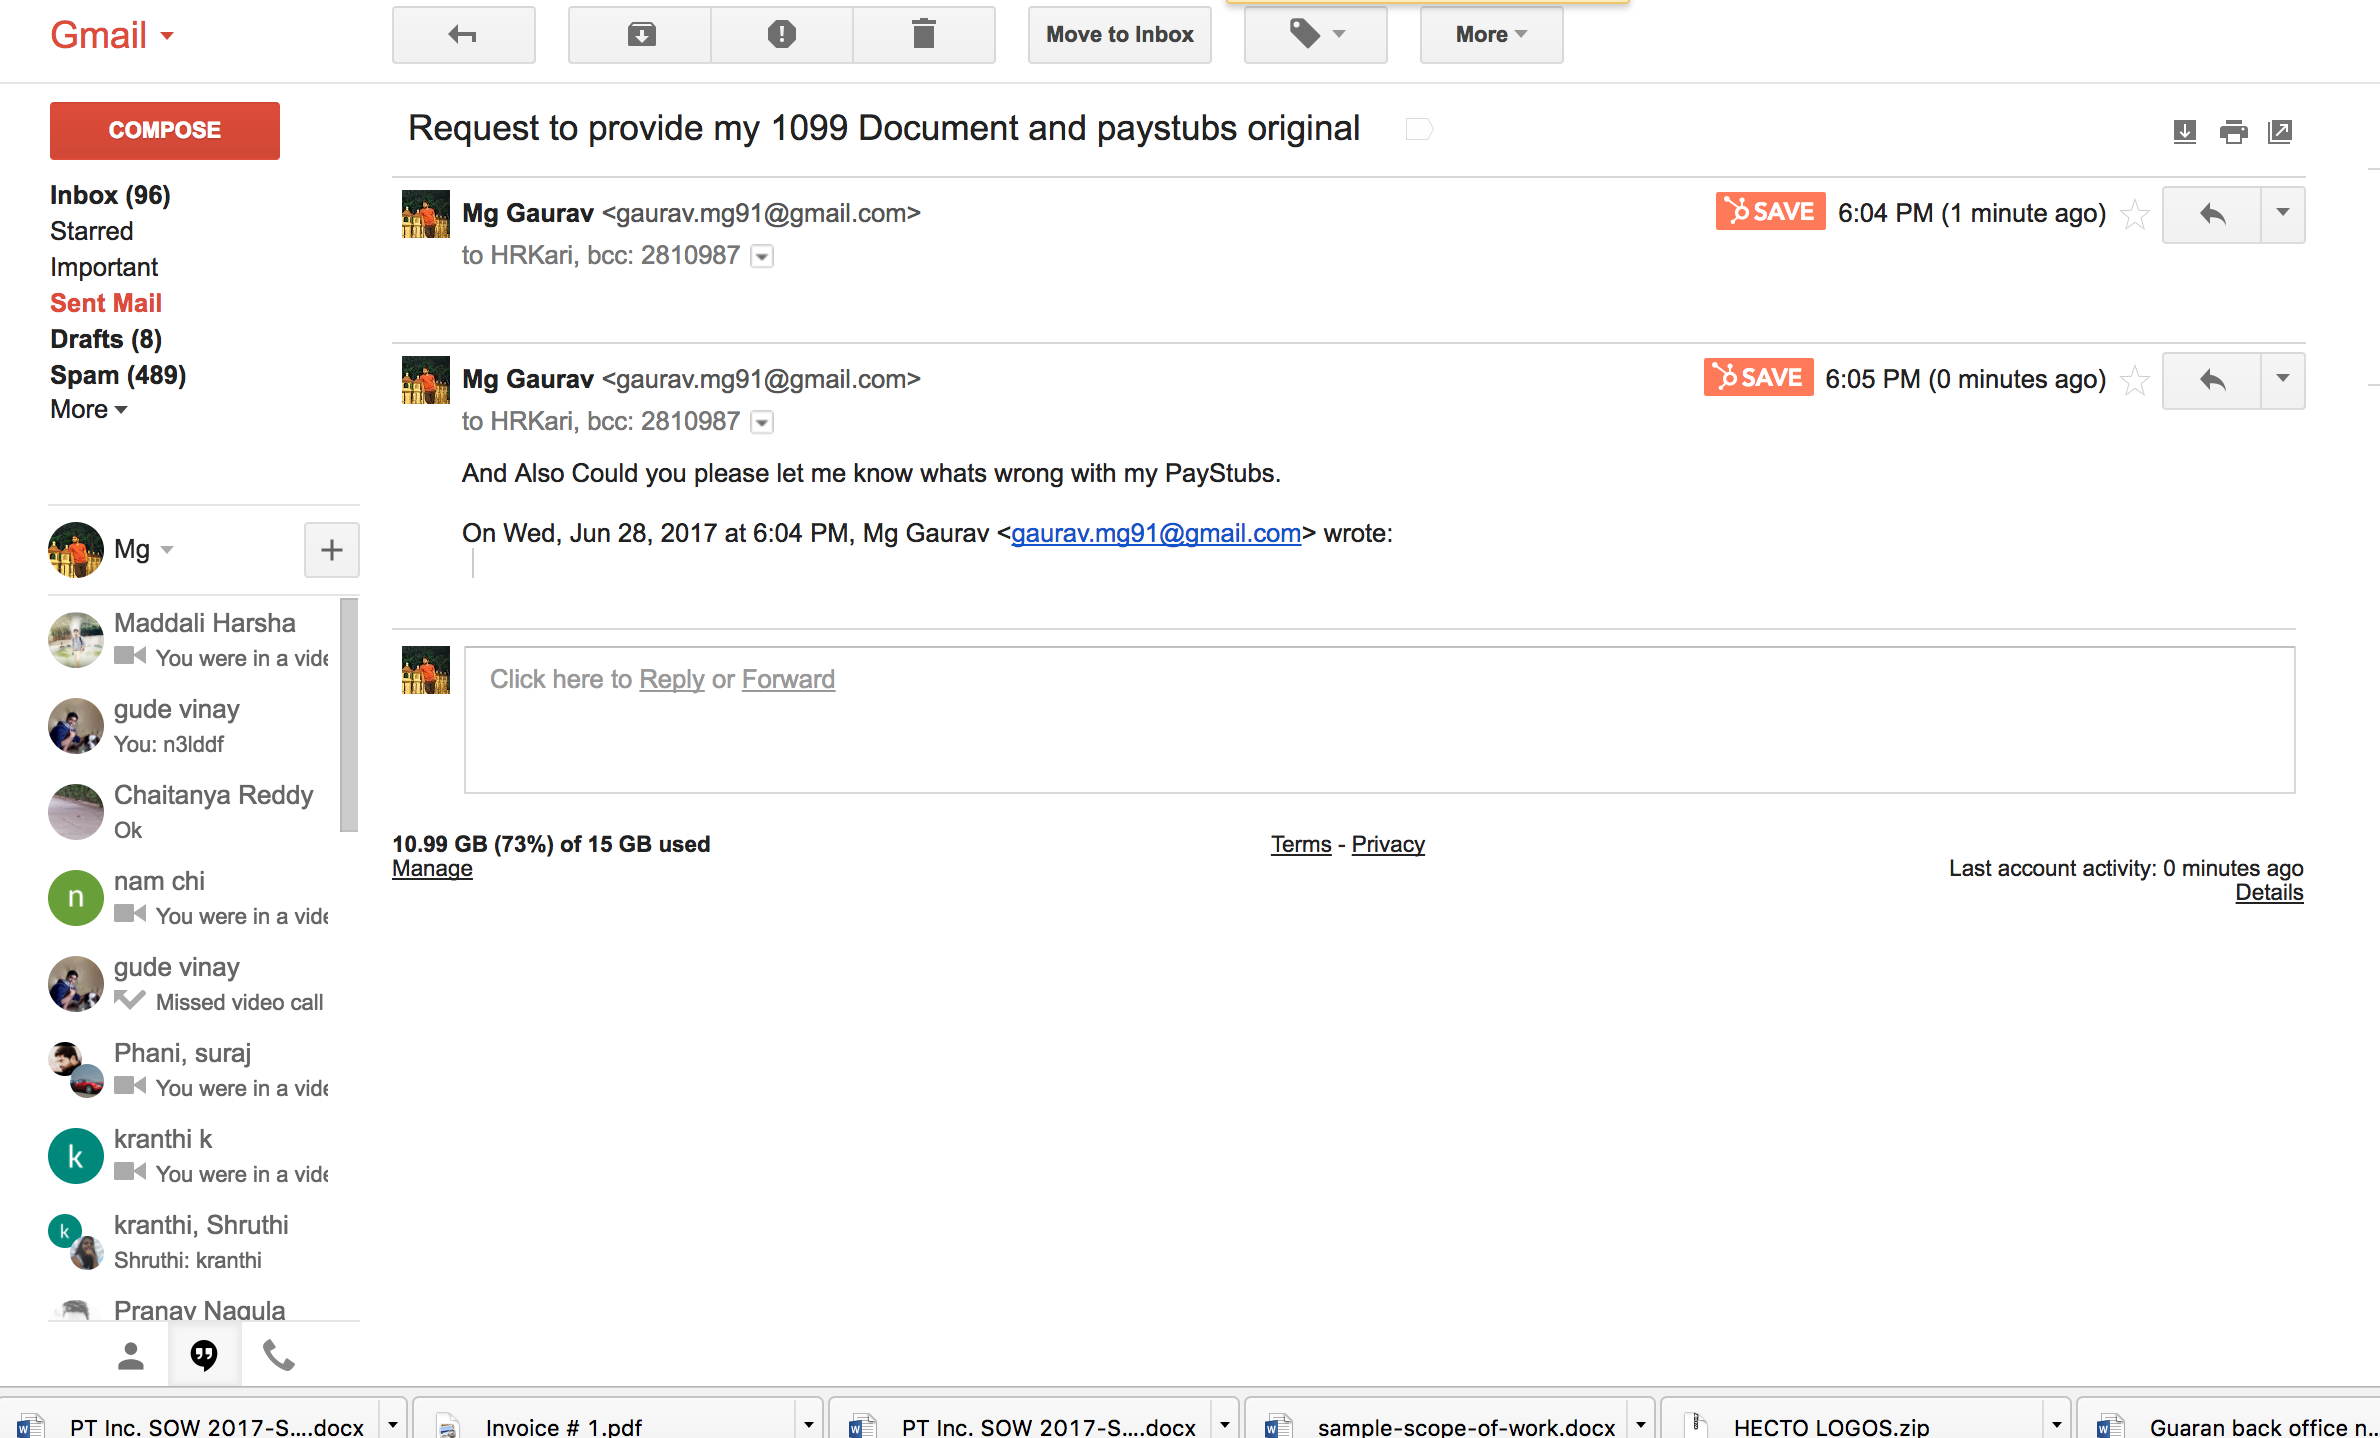 Gmail
Move to Inbox
More
COMPOSE
Inbox (96)
Starred
Important
Sent Mail
Drafts (8)
Spam (489)
More
Mg
Maddali Harsha
You were in a vide
gude vinay
You: n3lddf
Chaitanya Reddy
Ok
nam chi
n
You were in a vide
gude vinay
Missed video call
Phani, suraj
You were in a vide
kranthi k
k
You were in a vide
kranthi, Shruthi
k
Shruthi: kranthi
Pranav Nagula
Request to provide my 1099 Document and paystubs original
Mg Gaurav <gaurav.mg91@gmail.com>
SAVE 6:04 PM (1 minute ago)
to HRKari, bcc: 2810987
Mg Gaurav <gaurav.mg91@gmail.com>
SAVE 6:05 PM (0 minutes ago)
to HRKari, bcc: 2810987
And Also Could you please let me know whats wrong with my PayStubs.
On Wed, Jun 28, 2017 at 6:04 PM, Mg Gaurav <gaurav.mg91@gmail.com> wrote:
Click here to Reply or Forward
10.99 GB (73%) of 15 GB used
Manage
Terms - Privacy
Last account activity: 0 minutes ago
Details
PT Inc. SOW 2017-S....docx
Invoice # 1.pdf
PT Inc. SOW 2017-S....docx
sample-scope-of-work.docx
HECTO LOGOS.zip
Guaran back office n..